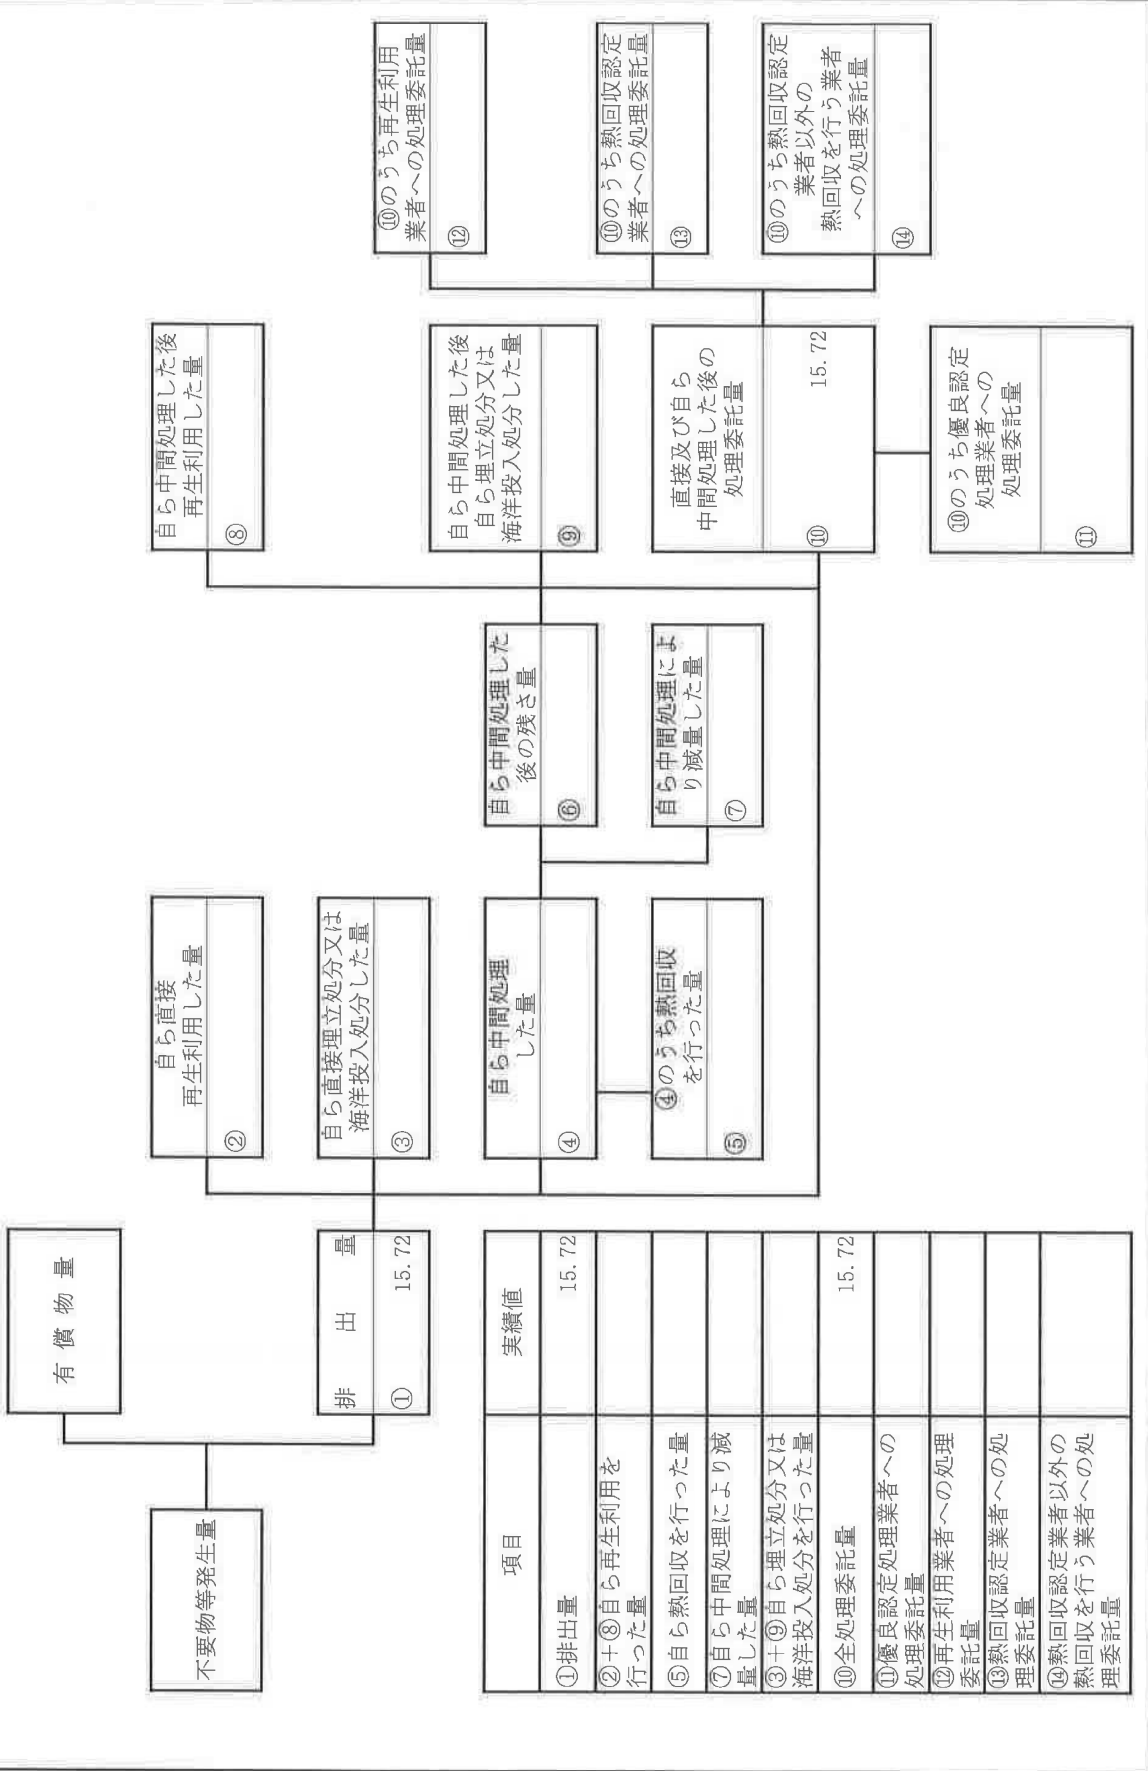 不要物等発生量
有償物量
排出量
① 15.72
自ら直接
再生利用した量
②
自ら直接埋立処分又は
海洋投入処分した量
③
自ら中間処理
した量
④
④のうち熱回収
を行った量
⑤
自ら中間処理した
後の残さ量
⑥
自ら中間処理によ
り減量した量
⑦
自ら中間処理した後
再生利用した量
⑧
自ら中間処理した後
自ら埋立処分又は
海洋投入処分した量
⑨
直接及び自ら
中間処理した後の
処理委託量
⑩ 15.72
⑩のうち優良認定
処理業者への
処理委託量
⑪
⑩のうち再生利用
業者への処理委託量
⑫
⑩のうち熱回収認定
業者への処理委託量
⑬
⑩のうち熱回収認定
業者以外の
熱回収を行う業者
への処理委託量
⑭
項目 実績値
①排出量 15.72
②+⑧自ら再生利用を
行った量
⑤自ら熱回収を行った量
⑦自ら中間処理により減
量した量
③+⑨自ら埋立処分又は
海洋投入処分を行った量
⑩全処理委託量 15.72
⑪優良認定処理業者への
処理委託量
⑫再生利用業者への処理
委託量
⑬熱回収認定業者への処
理委託量
⑭熱回収認定業者以外の
熱回収を行う業者への処
理委託量